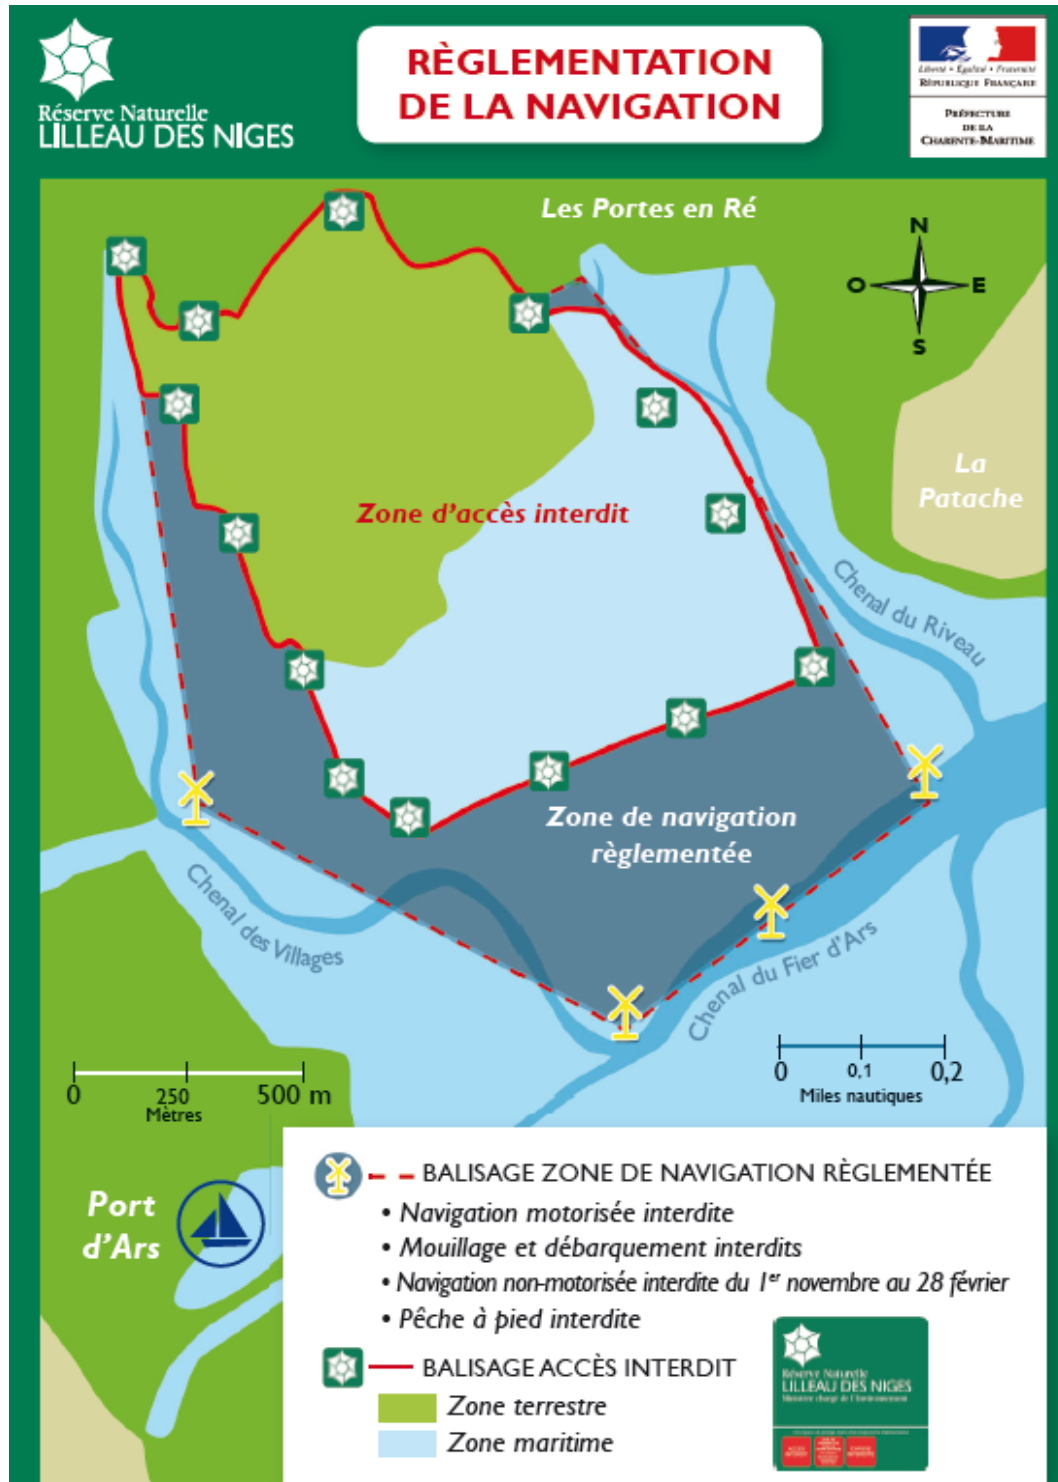 Réserve Naturelle
LILLEAU DES NIGES
RÈGLEMENTATION
DE LA NAVIGATION
Liberté • Égalité • Fraternité
RÉPUBLIQUE FRANÇAISE
PRÉFECTURE
DE LA
CHARENTE-MARITIME
Les Portes en Ré
N
O
E
S
La
Patache
Zone d'accès interdit
Chenal du Riveau
Zone de navigation
règlementée
Chenal des Villages
Chenal du Fier d'Ars
0
250
500 m
Mètres
0
0,1
0,2
Miles nautiques
Port
d'Ars
BALISAGE ZONE DE NAVIGATION RÈGLEMENTÉE
• Navigation motorisée interdite
• Mouillage et débarquement interdits
• Navigation non-motorisée interdite du 1er novembre au 28 février
• Pêche à pied interdite
BALISAGE ACCÈS INTERDIT
Zone terrestre
Zone maritime
Réserve Naturelle
LILLEAU DES NIGES
Ministère chargé de l'Environnement